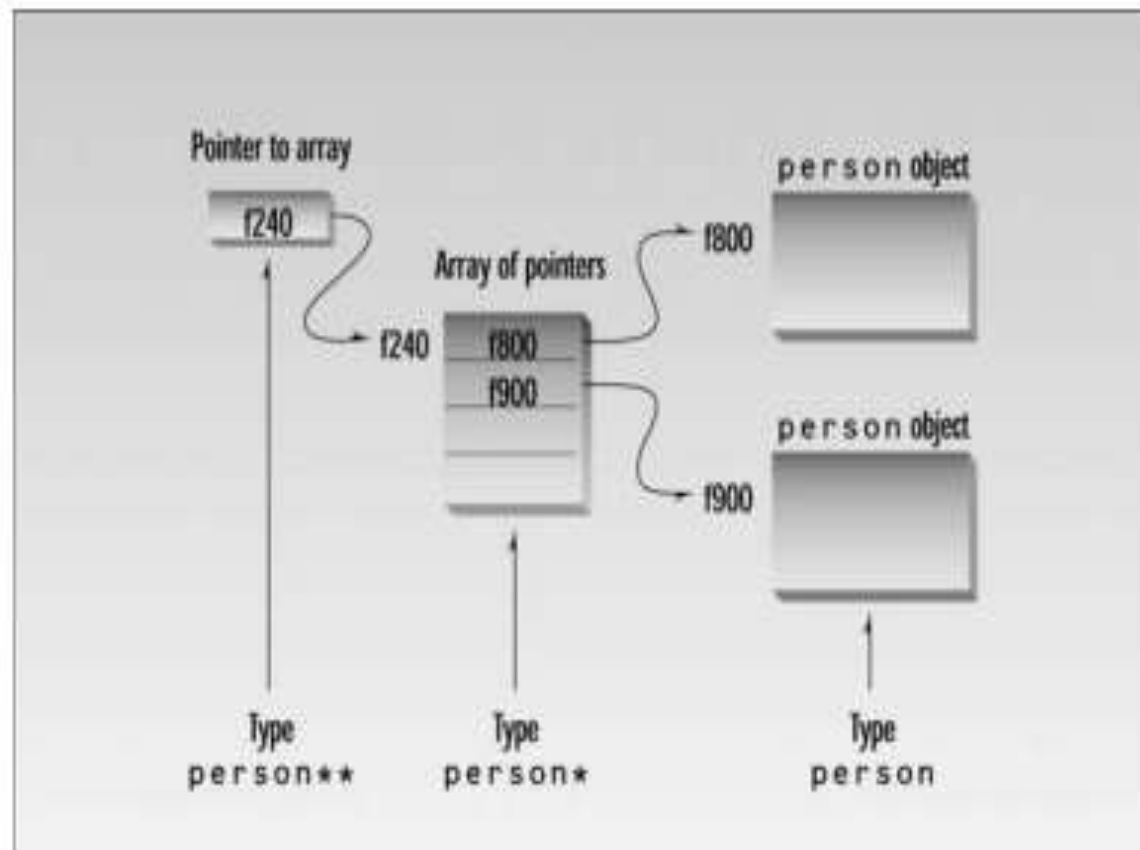 Pointer to array
f240
Array of pointers
f240
f800
f900
person object
f800
person object
f900
Type
person**
Type
person*
Type
person